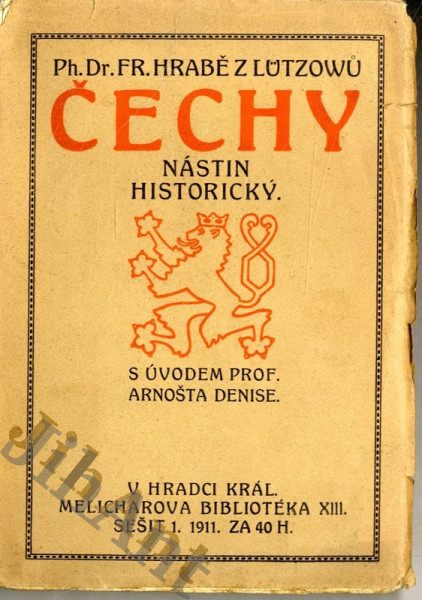 Ph. Dr. FR. HRABĚ Z LÜTZOWŮ
ČECHY
NÁSTIN
HISTORICKÝ.
S ÚVODEM PROF.
ARNOŠTA DENISE.
V HRADCI KRÁL.
MELICHAROVA BIBLIOTÉKA XIII.
SEŠIT 1. 1911. ZA 40 H.
JihAnt